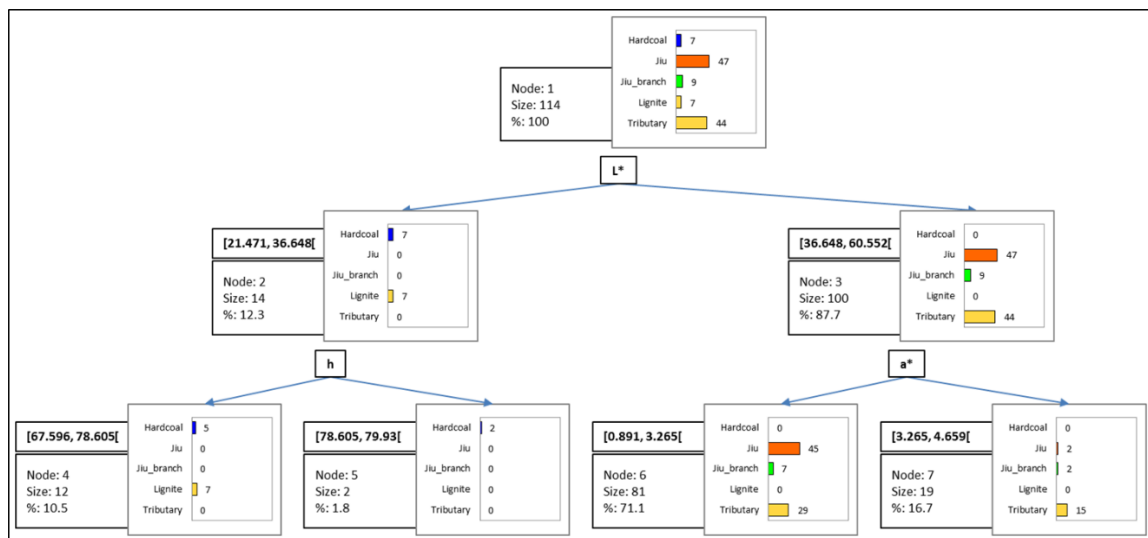 Hardcoal 7
Jiu 47
Jiu_branch 9
Lignite 7
Tributary 44
Node: 1
Size: 114
%: 100
L*
[21.471, 36.648[
Node: 2
Size: 14
%: 12.3
Hardcoal 7
Jiu 0
Jiu_branch 0
Lignite 7
Tributary 0
[36.648, 60.552[
Node: 3
Size: 100
%: 87.7
Hardcoal 0
Jiu 47
Jiu_branch 9
Lignite 0
Tributary 44
h
a*
[67.596, 78.605[
Node: 4
Size: 12
%: 10.5
Hardcoal 5
Jiu 0
Jiu_branch 0
Lignite 7
Tributary 0
[78.605, 79.93[
Node: 5
Size: 2
%: 1.8
Hardcoal 2
Jiu 0
Jiu_branch 0
Lignite 0
Tributary 0
[0.891, 3.265[
Node: 6
Size: 81
%: 71.1
Hardcoal 0
Jiu 45
Jiu_branch 7
Lignite 0
Tributary 29
[3.265, 4.659[
Node: 7
Size: 19
%: 16.7
Hardcoal 0
Jiu 2
Jiu_branch 2
Lignite 0
Tributary 15